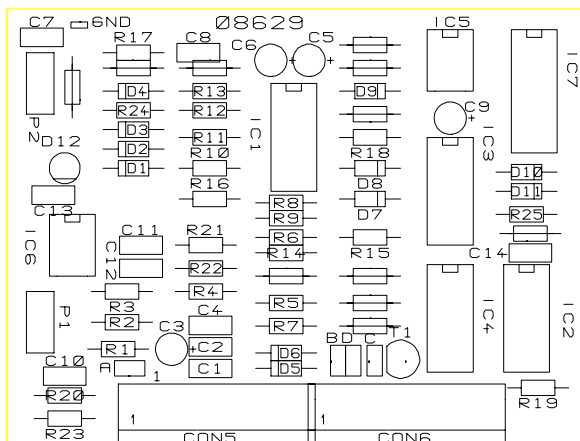 C7
6ND
R17
C8
Ø8629
C6
C5
IC5
IC7
P2
D4
R24
D3
D2
D1
R13
R12
R11
R10
R16
IC1
D9
R18
D8
D7
C9
IC3
D12
C13
D10
D11
R25
IC6
C11
C12
R21
R22
R4
R8
R9
R6
R14
R15
C14
P1
R3
R2
R1
C3
C4
C2
C1
R5
R7
D6
D5
B
D
C
T1
IC4
IC2
A
1
C10
R20
R23
R19
1
CON5
1
CON6